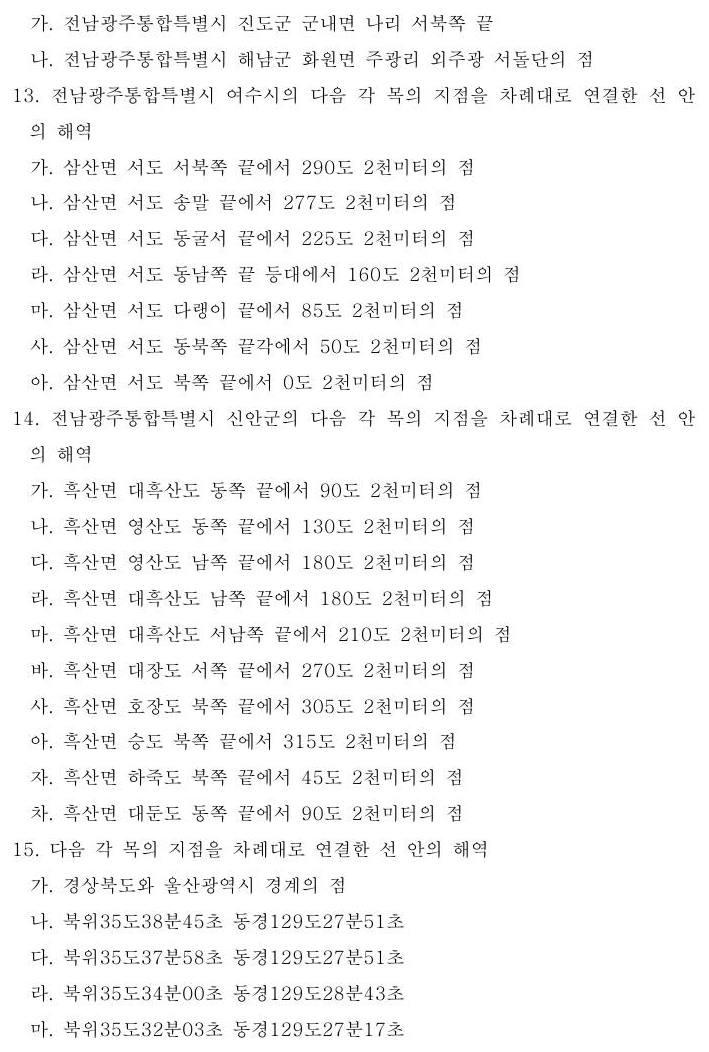 가. 전남광주통합특별시 진도군 군내면 나리 서북쪽 끝
나. 전남광주통합특별시 해남군 화원면 주광리 외주광 서돌단의 점
13. 전남광주통합특별시 여수시의 다음 각 목의 지점을 차례대로 연결한 선 안
의 해역
가. 삼산면 서도 서북쪽 끝에서 290도 2천미터의 점
나. 삼산면 서도 송말 끝에서 277도 2천미터의 점
다. 삼산면 서도 동굴서 끝에서 225도 2천미터의 점
라. 삼산면 서도 동남쪽 끝 등대에서 160도 2천미터의 점
마. 삼산면 서도 다랭이 끝에서 85도 2천미터의 점
사. 삼산면 서도 동북쪽 끝각에서 50도 2천미터의 점
아. 삼산면 서도 북쪽 끝에서 0도 2천미터의 점
14. 전남광주통합특별시 신안군의 다음 각 목의 지점을 차례대로 연결한 선 안
의 해역
가. 흑산면 대흑산도 동쪽 끝에서 90도 2천미터의 점
나. 흑산면 영산도 동쪽 끝에서 130도 2천미터의 점
다. 흑산면 영산도 남쪽 끝에서 180도 2천미터의 점
라. 흑산면 대흑산도 남쪽 끝에서 180도 2천미터의 점
마. 흑산면 대흑산도 서남쪽 끝에서 210도 2천미터의 점
바. 흑산면 대장도 서쪽 끝에서 270도 2천미터의 점
사. 흑산면 호장도 북쪽 끝에서 305도 2천미터의 점
아. 흑산면 승도 북쪽 끝에서 315도 2천미터의 점
자. 흑산면 하죽도 북쪽 끝에서 45도 2천미터의 점
차. 흑산면 대둔도 동쪽 끝에서 90도 2천미터의 점
15. 다음 각 목의 지점을 차례대로 연결한 선 안의 해역
가. 경상북도와 울산광역시 경계의 점
나. 북위35도38분45초 동경129도27분51초
다. 북위35도37분58초 동경129도27분51초
라. 북위35도34분00초 동경129도28분43초
마. 북위35도32분03초 동경129도27분17초